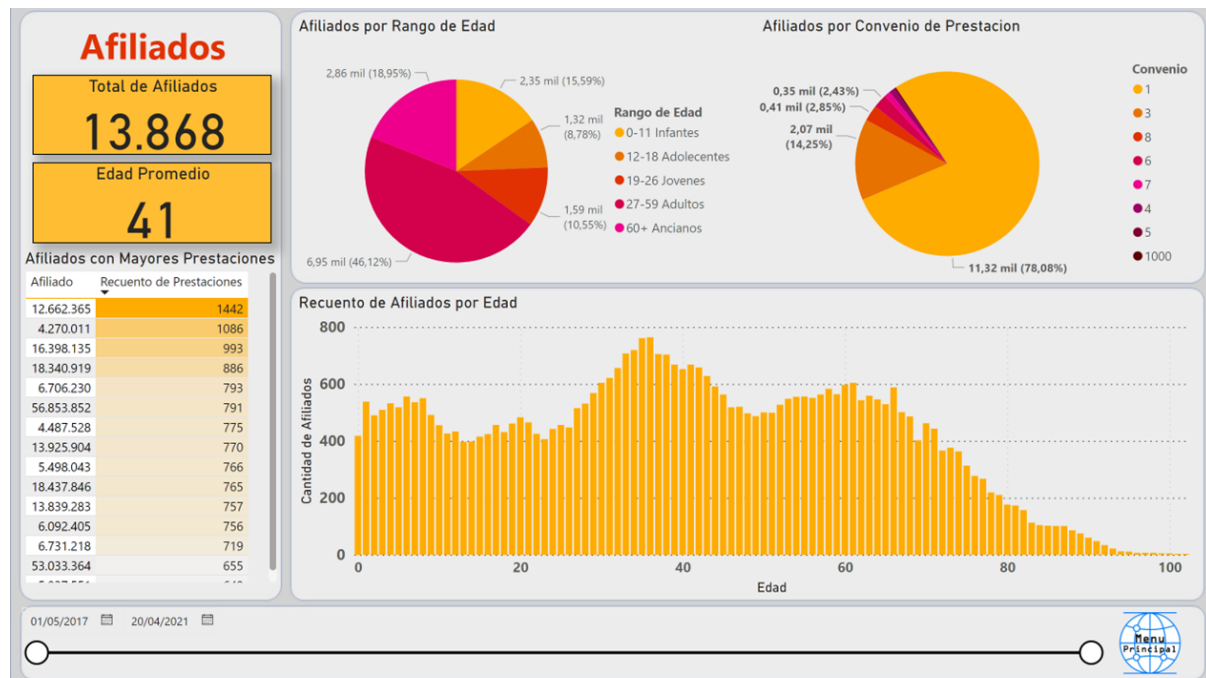 Afiliados
Total de Afiliados
13.868
Edad Promedio
41
Afiliados con Mayores Prestaciones
Afiliado Recuento de Prestaciones
12.662.365 1442
4.270.011 1086
16.398.135 993
18.340.919 886
6.706.230 793
56.853.852 791
4.487.528 775
13.925.904 770
5.498.043 766
18.437.846 765
13.839.283 757
6.092.405 756
6.731.218 719
53.033.364 655
Afiliados por Rango de Edad
2,86 mil (18,95%)
2,35 mil (15,59%)
1,32 mil
(8,78%)
1,59 mil
(10,55%)
6,95 mil (46,12%)
Rango de Edad
0-11 Infantes
12-18 Adolecentes
19-26 Jovenes
27-59 Adultos
60+ Ancianos
Afiliados por Convenio de Prestacion
0,35 mil (2,43%)
0,41 mil (2,85%)
2,07 mil
(14,25%)
11,32 mil (78,08%)
Convenio
1
3
8
6
7
4
5
1000
Recuento de Afiliados por Edad
Cantidad de Afiliados
800
600
400
200
0
0 20 40 60 80 100
Edad
01/05/2017 20/04/2021
Menu
Principal